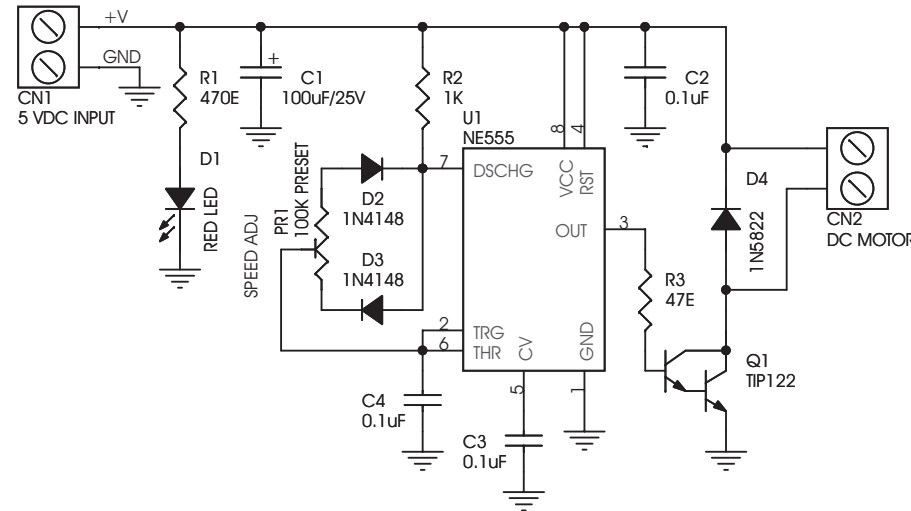 +V
GND
CN1
5 VDC INPUT
R1
470E
D1
RED LED
C1
+
100uF/25V
R2
1K
U1
NE555
SPEED ADJ
PR1
100K PRESET
D2
1N4148
D3
1N4148
7
DSCHG
8
VCC
4
RST
OUT
3
2
TRG
6
THR
CV
5
GND
1
C4
0.1uF
C3
0.1uF
C2
0.1uF
R3
47E
Q1
TIP122
D4
1N5822
CN2
DC MOTOR